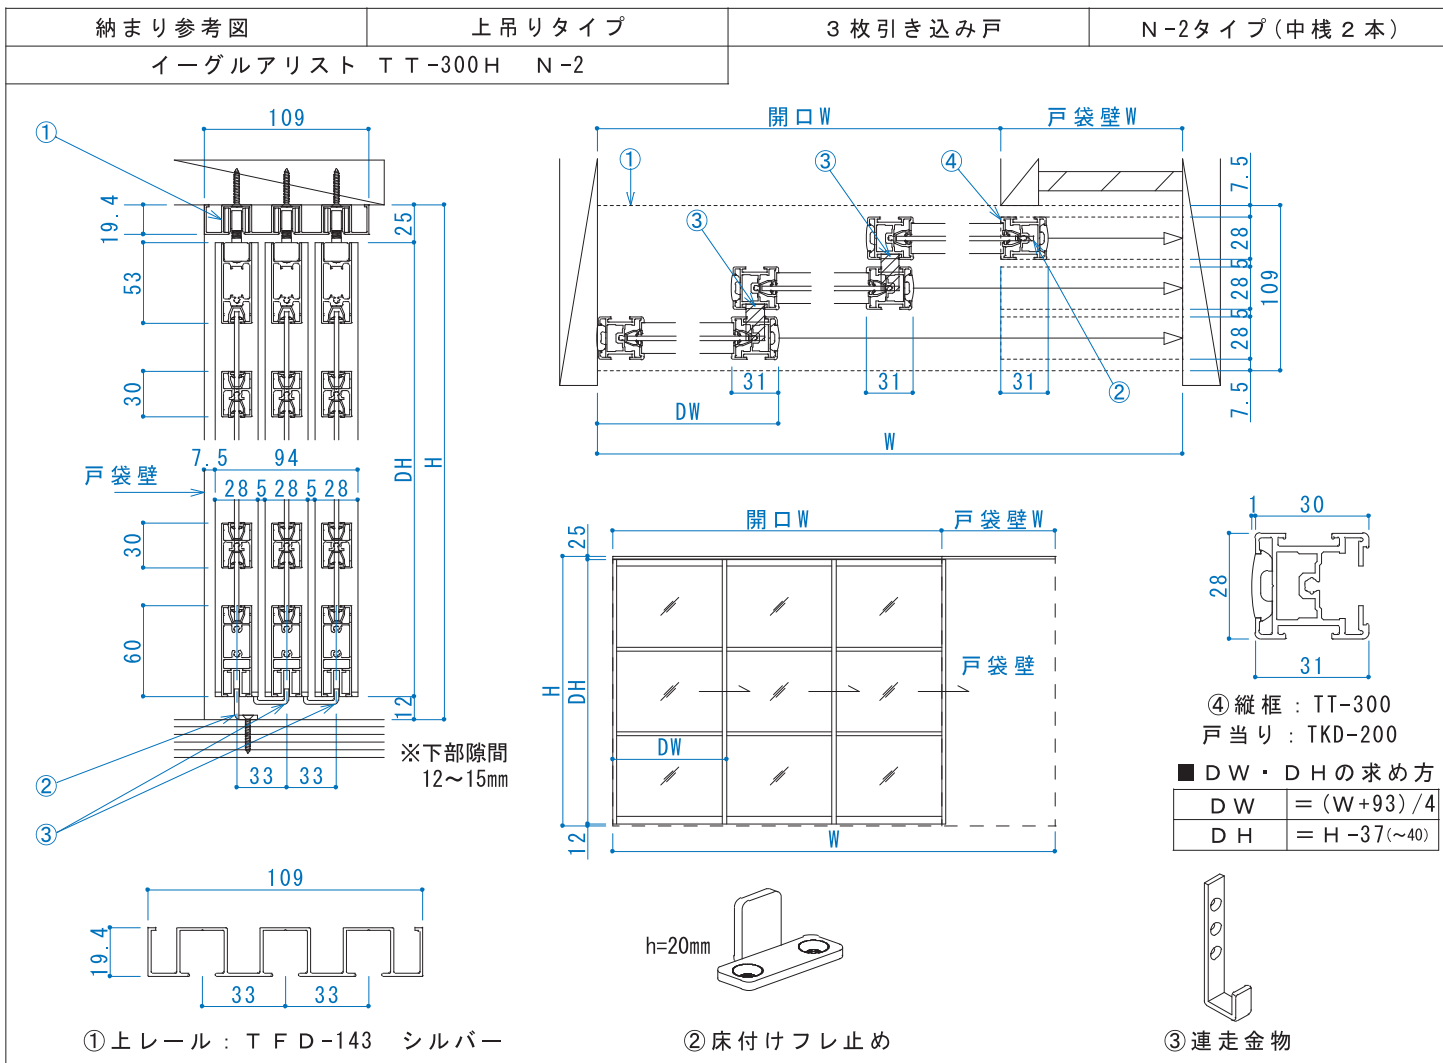 納まり参考図
上吊りタイプ
3枚引き込み戸
N-2タイプ(中桟2本)
イーグルアリスト TT-300H N-2
109
①
19.4
25
53
30
DH
H
戸袋壁
7.5 94
28 5 28 5 28
30
60
12
※下部隙間
12～15mm
33 33
②
③
開口W
戸袋壁W
①
③
④
③
7.5
28
5
28
5
28
7.5
109
31
31
31
②
DW
W
開口W
戸袋壁W
25
H
DH
戸袋壁
DW
12
W
1 30
28
31
④縦框：TT-300
戸当り：TKD-200
■DW・DHの求め方
DW =(W+93)/4
DH =H-37(~40)
109
19.4
33 33
①上レール：TFD-143 シルバー
h=20mm
②床付けフレ止め
③連走金物